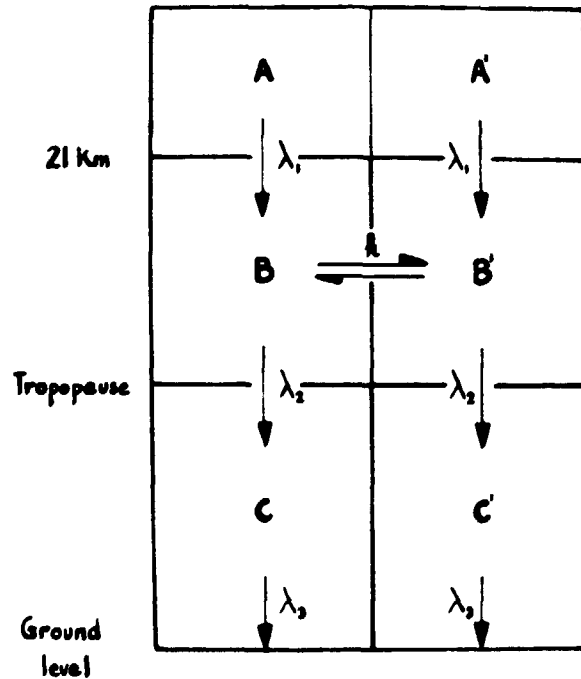 A A'
21 Km λ₁ λ₁
k
B B'
Tropopause λ₂ λ₂
C C'
λ₃ λ₃
Ground
level